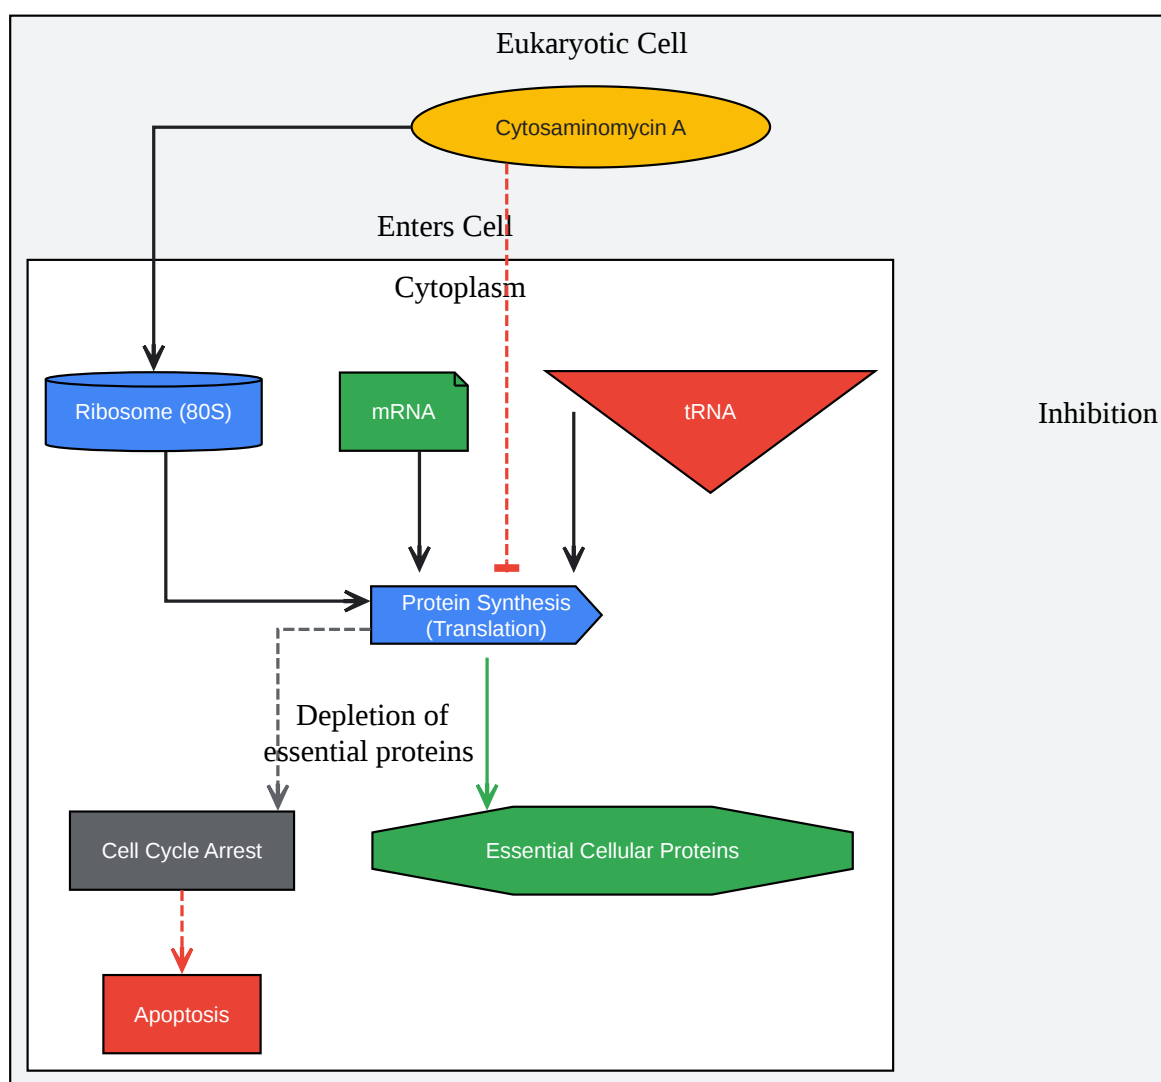 Eukaryotic Cell
Cytosaminomycin A
Enters Cell
Cytoplasm
Ribosome (80S)
mRNA
tRNA
Inhibition
Protein Synthesis
(Translation)
Depletion of
essential proteins
Cell Cycle Arrest
Essential Cellular Proteins
Apoptosis